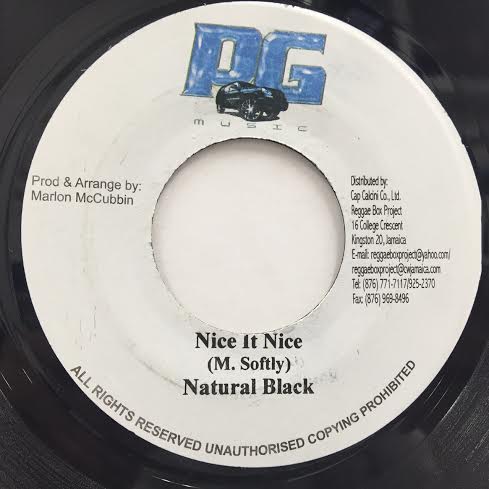 PG
MUSIC
Prod & Arrange by:
Marlon McCubbin
Distributed by:
Cap Calcini Co., Ltd.
Reggae Box Project
16 College Crescent
Kingston 20, Jamaica
E-mail: reggaeboxproject@yahoo.com/
reggaeboxproject@cwjamaica.com
Tel: (876) 771-7117/925-2370
Fax: (876) 969-8496
Nice It Nice
(M. Softly)
Natural Black
ALL RIGHTS RESERVED UNAUTHORISED COPYING PROHIBITED